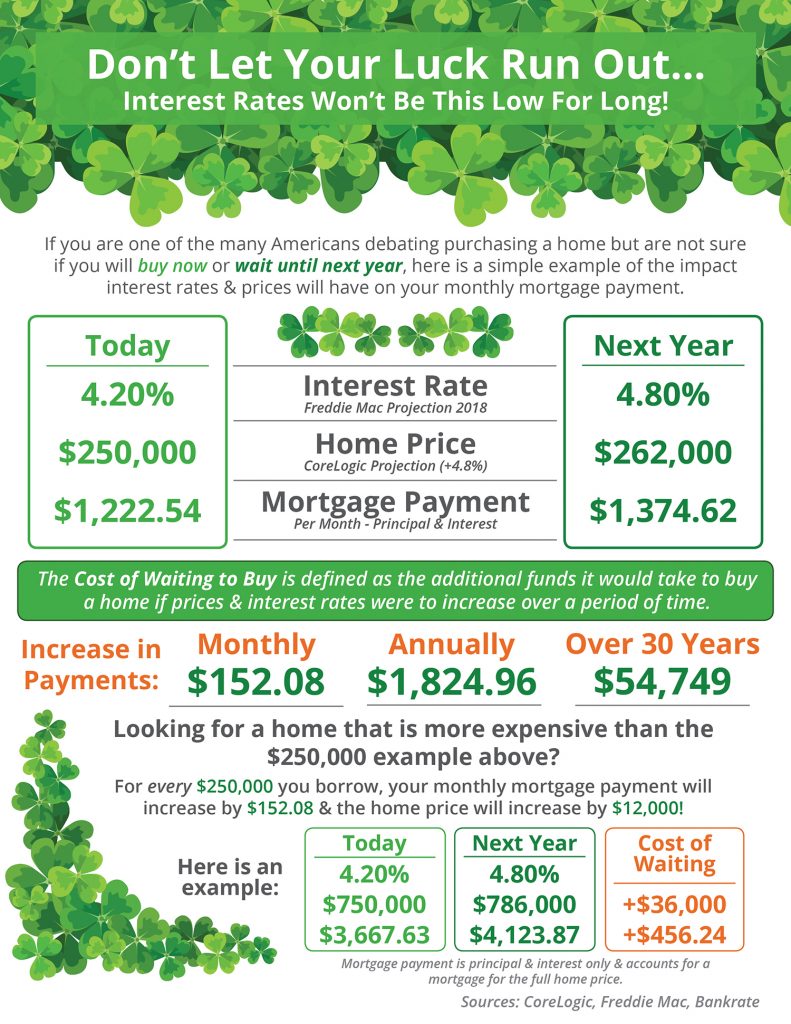 Don't Let Your Luck Run Out...
Interest Rates Won't Be This Low For Long!
If you are one of the many Americans debating purchasing a home but are not sure
if you will buy now or wait until next year, here is a simple example of the impact
interest rates & prices will have on your monthly mortgage payment.
Today
4.20%
$250,000
$1,222.54
Interest Rate
Freddie Mac Projection 2018
Home Price
CoreLogic Projection (+4.8%)
Mortgage Payment
Per Month - Principal & Interest
Next Year
4.80%
$262,000
$1,374.62
The Cost of Waiting to Buy is defined as the additional funds it would take to buy
a home if prices & interest rates were to increase over a period of time.
Increase in
Payments:
Monthly
$152.08
Annually
$1,824.96
Over 30 Years
$54,749
Looking for a home that is more expensive than the
$250,000 example above?
For every $250,000 you borrow, your monthly mortgage payment will
increase by $152.08 & the home price will increase by $12,000!
Here is an
example:
Today
4.20%
$750,000
$3,667.63
Next Year
4.80%
$786,000
$4,123.87
Cost of
Waiting
+$36,000
+$456.24
Mortgage payment is principal & interest only & accounts for a
mortgage for the full home price.
Sources: CoreLogic, Freddie Mac, Bankrate